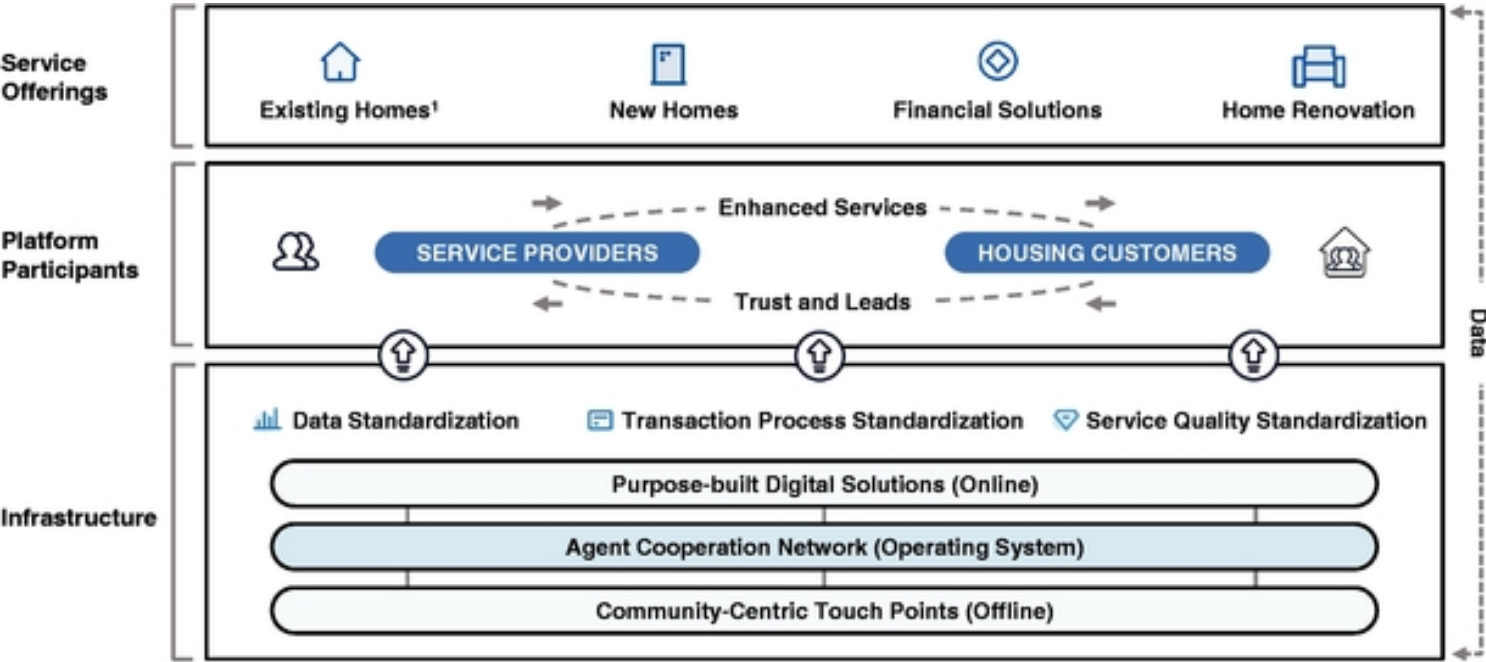 Service
Offerings
Existing Homes¹
New Homes
Financial Solutions
Home Renovation
Platform
Participants
Enhanced Services
SERVICE PROVIDERS
HOUSING CUSTOMERS
Trust and Leads
Data
Infrastructure
Data Standardization
Transaction Process Standardization
Service Quality Standardization
Purpose-built Digital Solutions (Online)
Agent Cooperation Network (Operating System)
Community-Centric Touch Points (Offline)